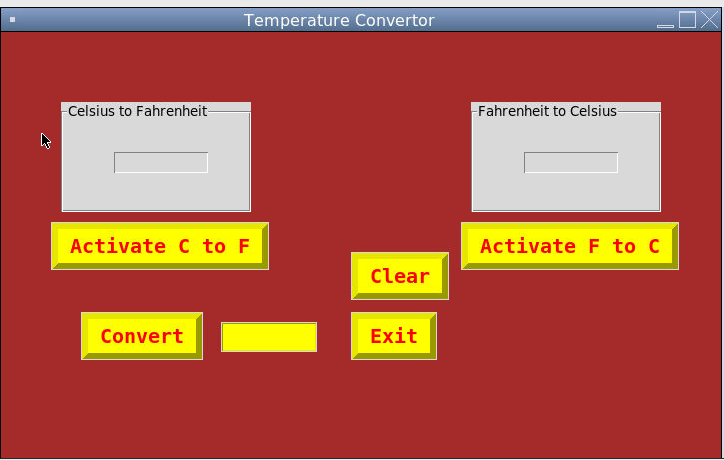 Temperature Convertor
Celsius to Fahrenheit
Fahrenheit to Celsius
Activate C to F
Activate F to C
Clear
Convert
Exit